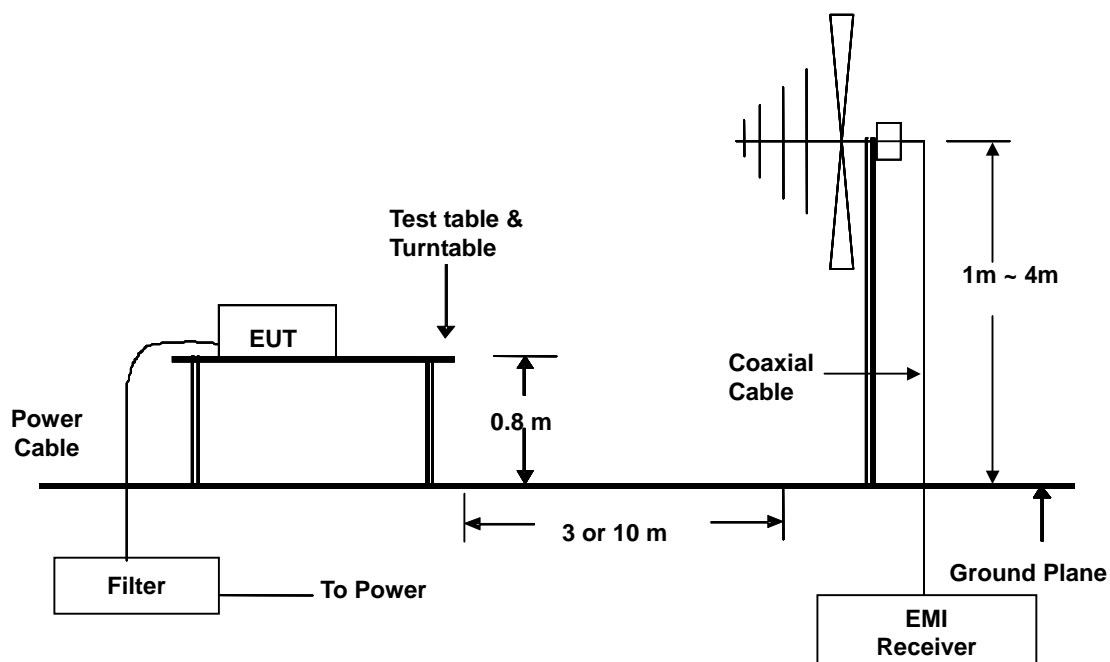 Test table &
Turntable
1m ~ 4m
EUT
Coaxial
Cable
0.8 m
Power
Cable
3 or 10 m
Ground Plane
Filter
To Power
EMI
Receiver